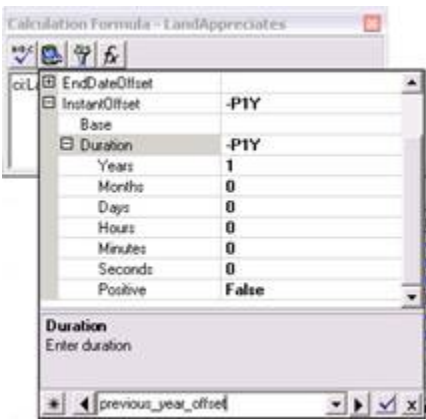 Calculation Formula - LandAppreciates
EndDateOffset
InstantOffset -P1Y
Base
Duration -P1Y
Years 1
Months 0
Days 0
Hours 0
Minutes 0
Seconds 0
Positive False
Duration
Enter duration
previous_year_offset